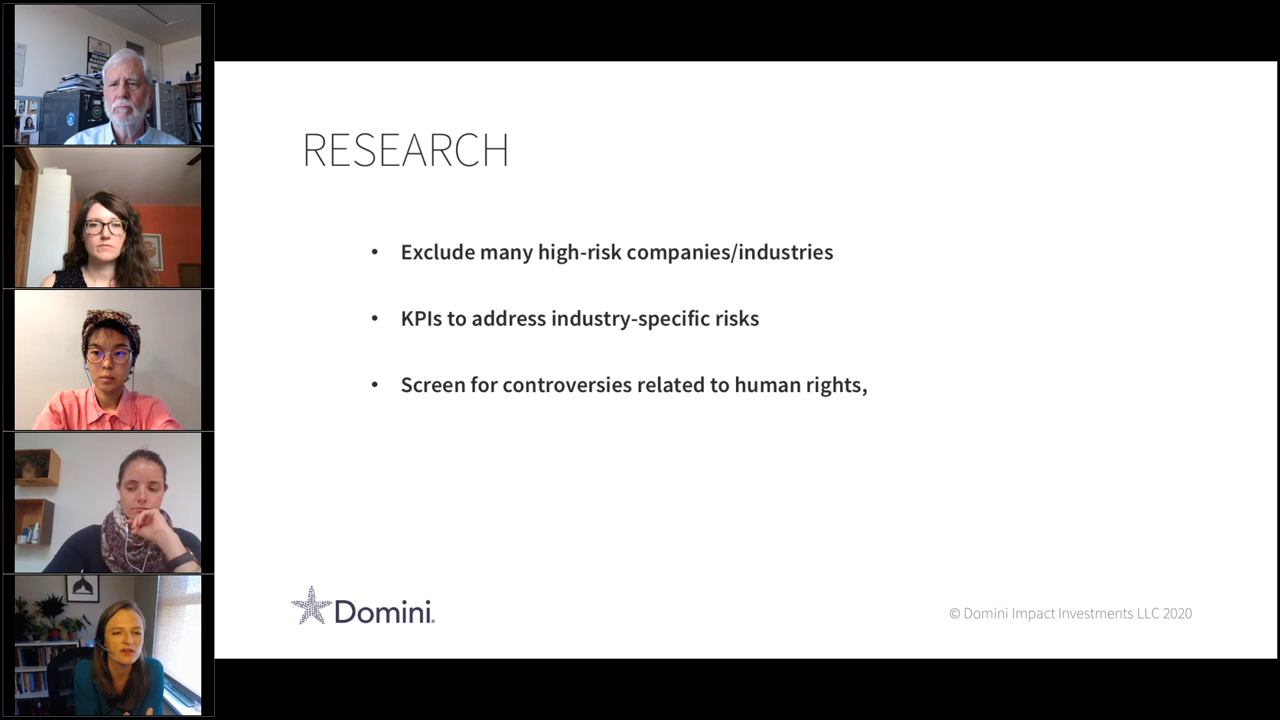 RESEARCH
• Exclude many high-risk companies/industries
• KPIs to address industry-specific risks
• Screen for controversies related to human rights,
Domini®
© Domini Impact Investments LLC 2020